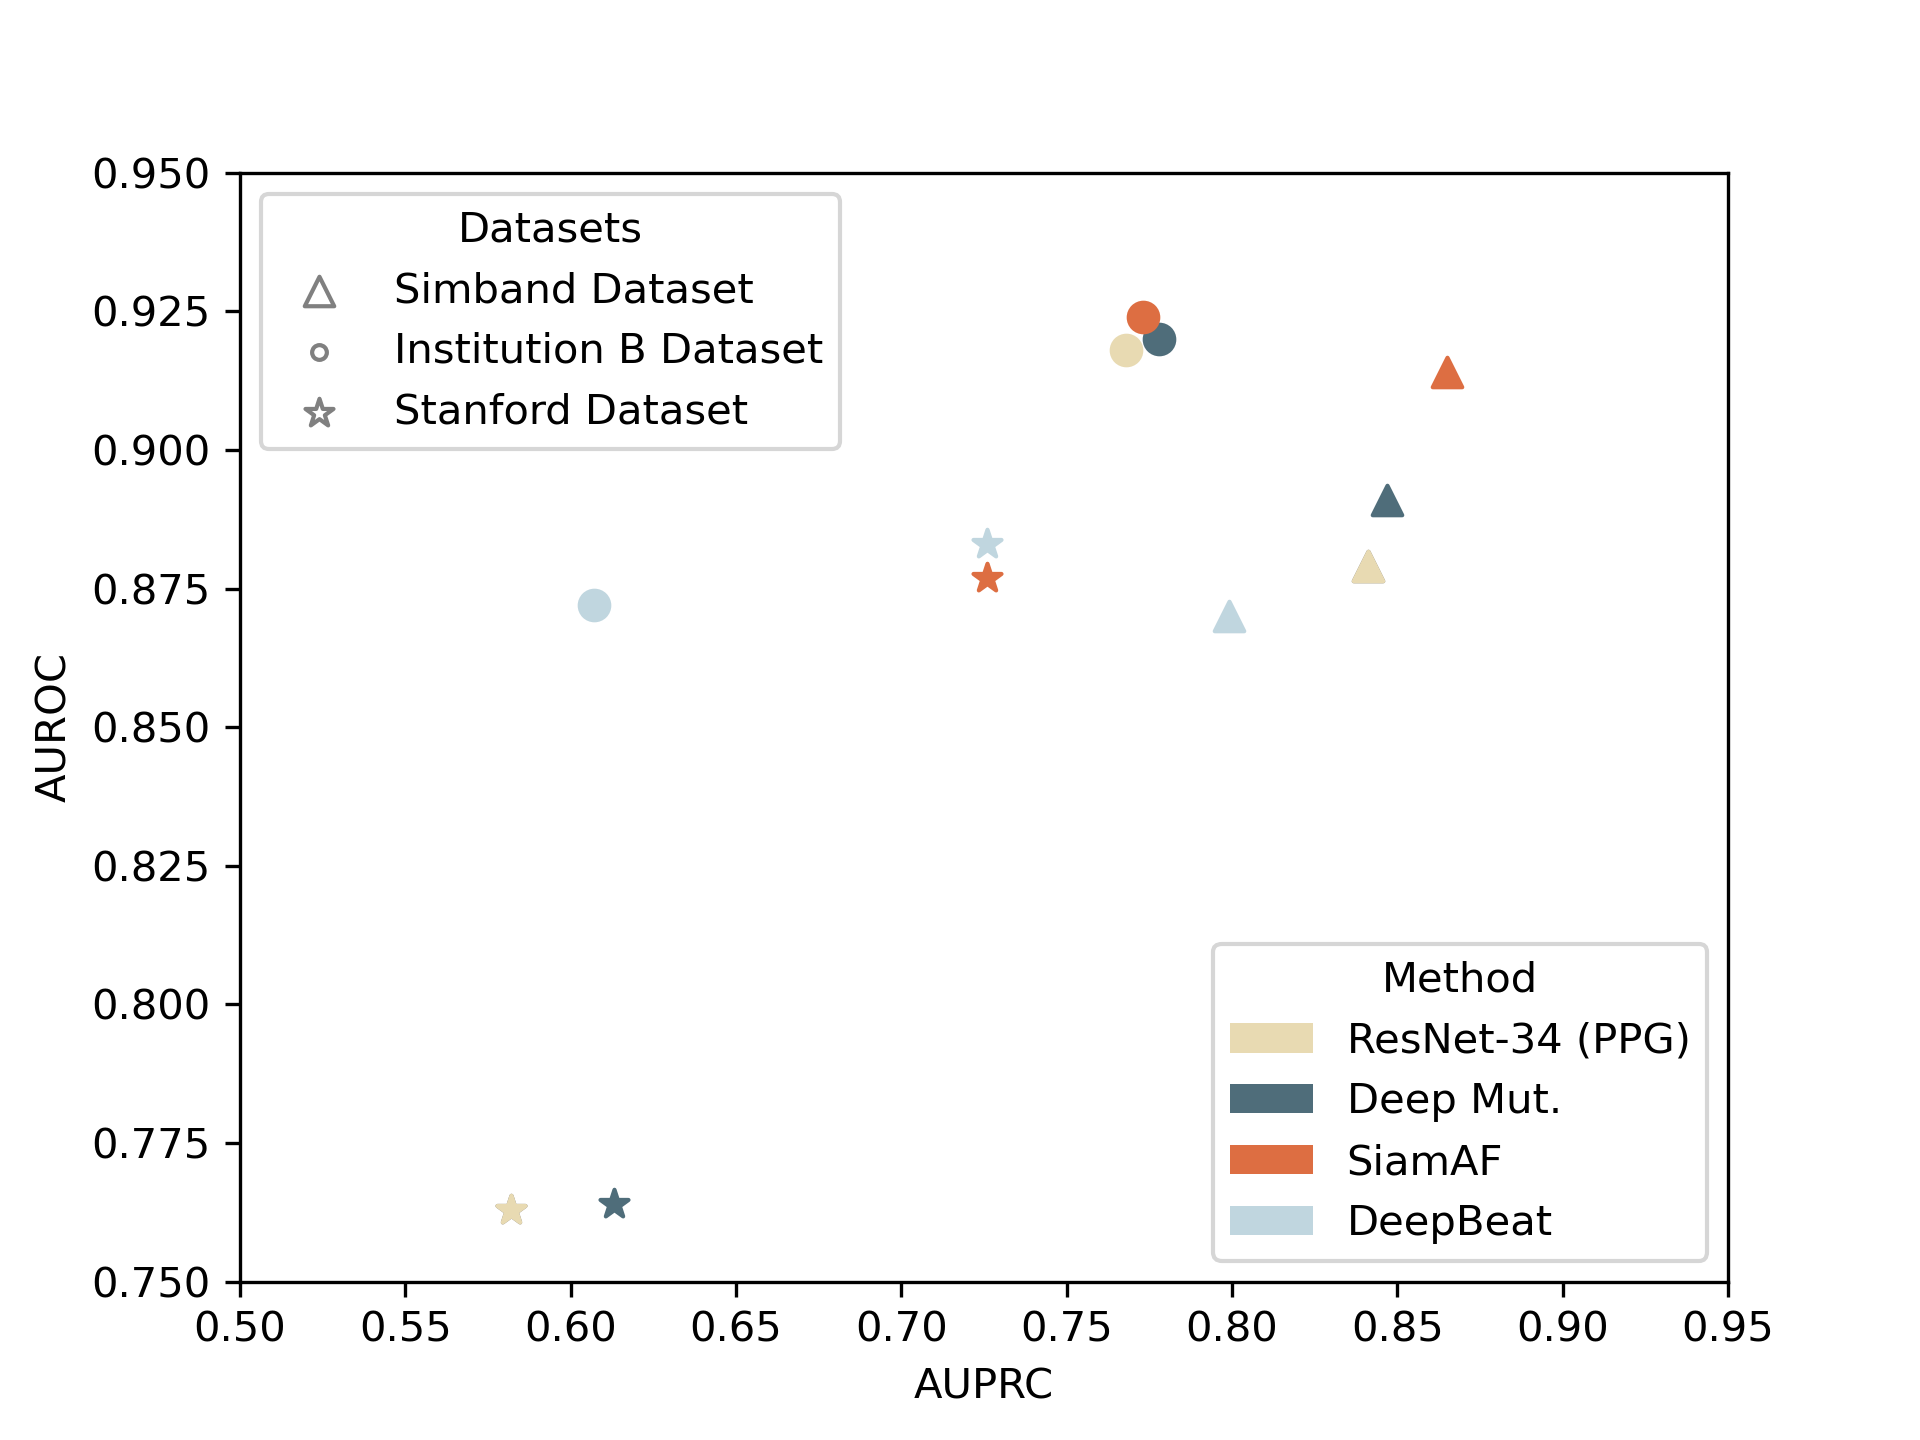 Datasets
Simband Dataset
Institution B Dataset
Stanford Dataset
0.950
0.925
0.900
0.875
0.850
0.825
0.800
0.775
0.750
AUROC
Method
ResNet-34 (PPG)
Deep Mut.
SiamAF
DeepBeat
0.50 0.55 0.60 0.65 0.70 0.75 0.80 0.85 0.90 0.95
AUPRC